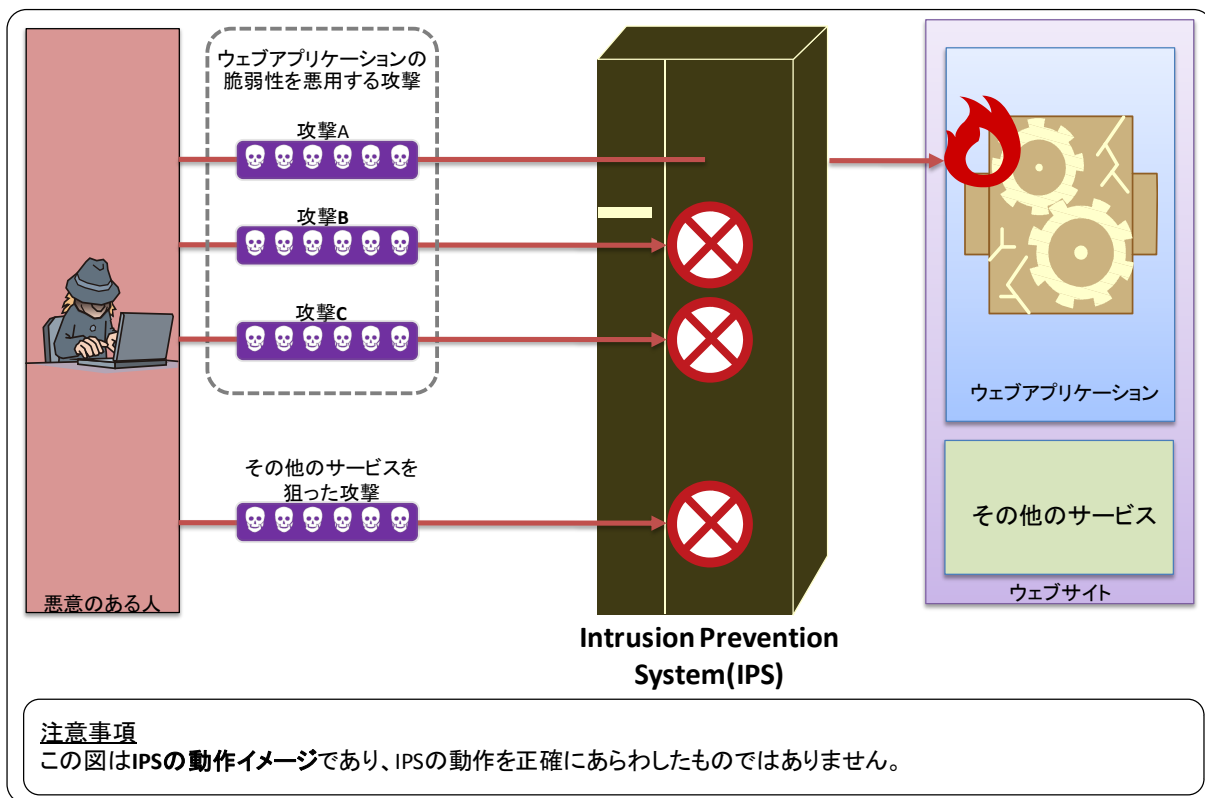 ウェブアプリケーションの
脆弱性を悪用する攻撃
攻撃A
攻撃B
攻撃C
その他のサービスを
狙った攻撃
悪意のある人
Intrusion Prevention
System(IPS)
ウェブアプリケーション
その他のサービス
ウェブサイト
注意事項
この図はIPSの動作イメージであり、IPSの動作を正確にあらわしたものではありません。